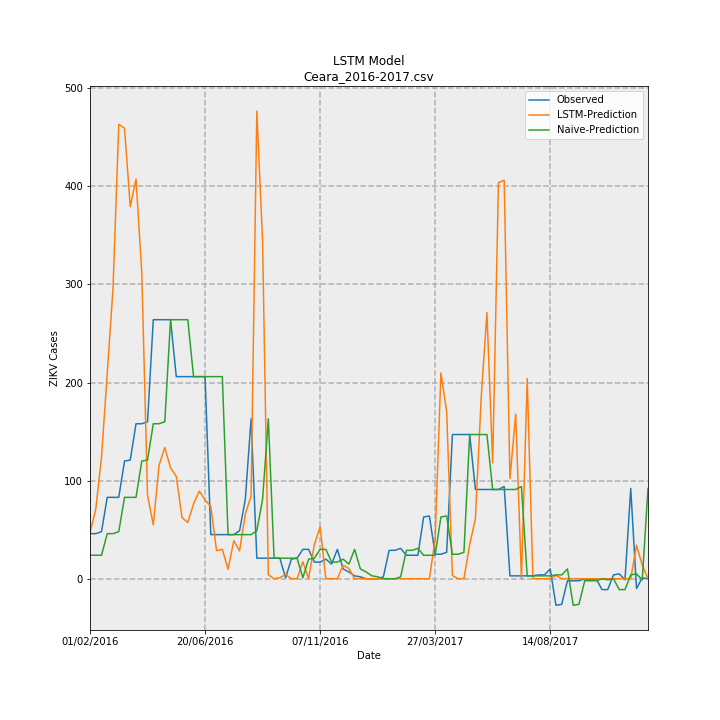 LSTM Model
Ceara_2016-2017.csv
Observed
LSTM-Prediction
Naive-Prediction
500
400
300
200
100
0
ZIKV Cases
01/02/2016
20/06/2016
07/11/2016
27/03/2017
14/08/2017
Date